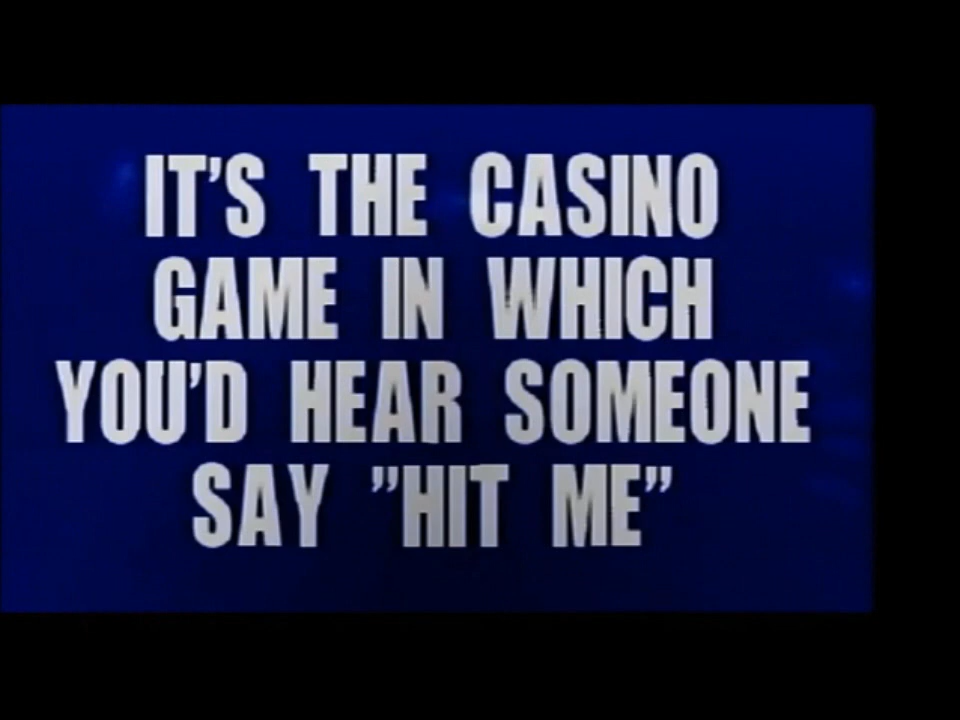 IT'S THE CASINO
GAME IN WHICH
YOU'D HEAR SOMEONE
SAY "HIT ME"